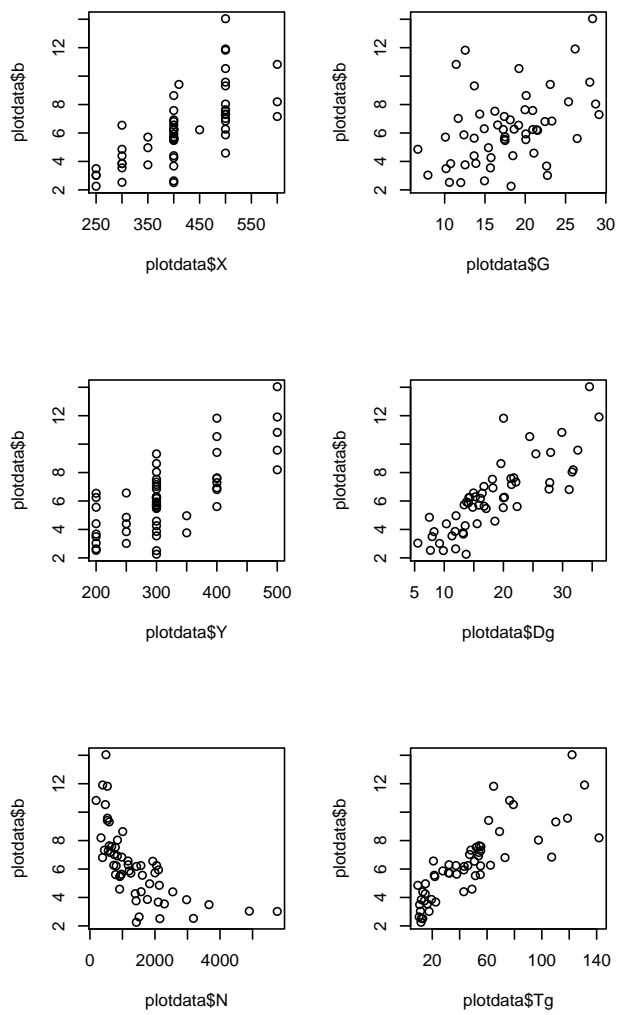 plotdata$b
2 4 6 8 12
250 350 450 550
plotdata$X
plotdata$b
2 4 6 8 12
10 15 20 25 30
plotdata$G
plotdata$b
2 4 6 8 12
200 300 400 500
plotdata$Y
plotdata$b
2 4 6 8 12
5 10 20 30
plotdata$Dg
plotdata$b
2 4 6 8 12
0 2000 4000
plotdata$N
plotdata$b
2 4 6 8 12
20 60 100 140
plotdata$Tg